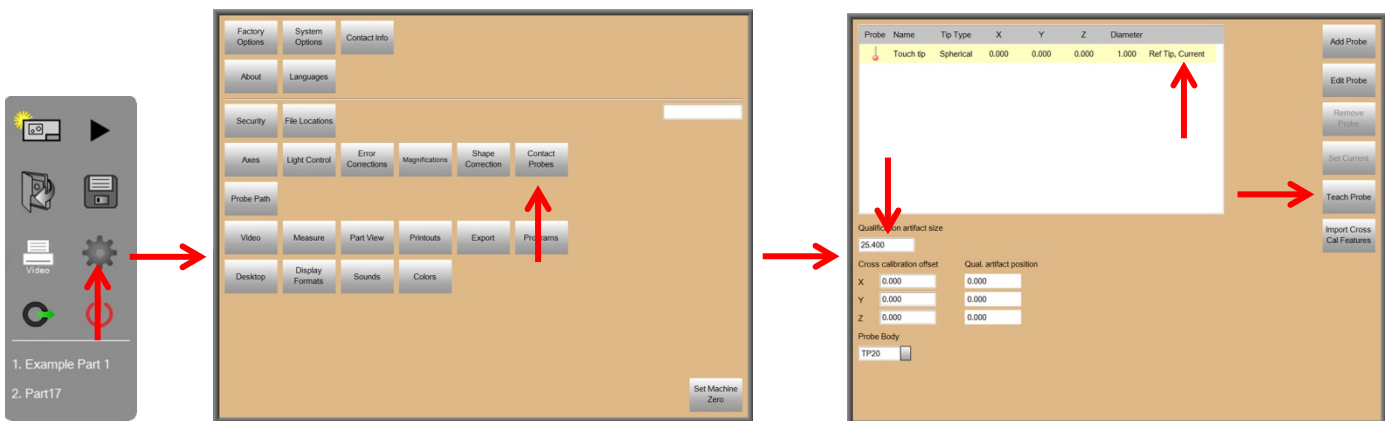 Video
1. Example Part 1
2. Part17
Factory Options
System Options
Contact Info
About
Languages
Security
File Locations
Axes
Light Control
Error Corrections
Magnifications
Shape Correction
Contact Probes
Probe Path
Video
Measure
Part View
Printouts
Export
Programs
Desktop
Display Formats
Sounds
Colors
Set Machine Zero
Probe Name Tip Type X Y Z Diameter
Touch tip Spherical 0.000 0.000 0.000 1.000 Ref Tip, Current
Add Probe
Edit Probe
Remove Probe
Set Current
Teach Probe
Import Cross Cal Features
Qualification artifact size
25.400
Cross calibration offset Qual. artifact position
X 0.000 0.000
Y 0.000 0.000
Z 0.000 0.000
Probe Body
TP20